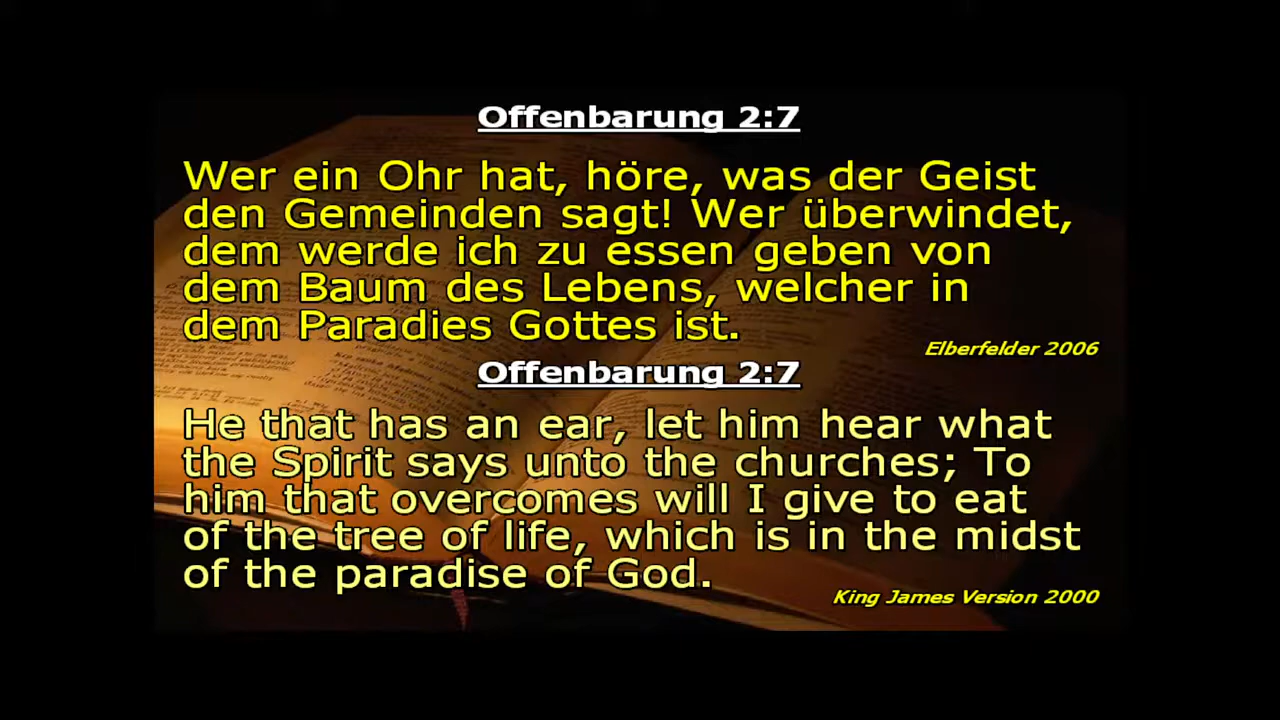 Offenbarung 2:7
Wer ein Ohr hat, höre, was der Geist
den Gemeinden sagt! Wer überwindet,
dem werde ich zu essen geben von
dem Baum des Lebens, welcher in
dem Paradies Gottes ist.
Elberfelder 2006
Offenbarung 2:7
He that has an ear, let him hear what
the Spirit says unto the churches; To
him that overcomes will I give to eat
of the tree of life, which is in the midst
of the paradise of God.
King James Version 2000